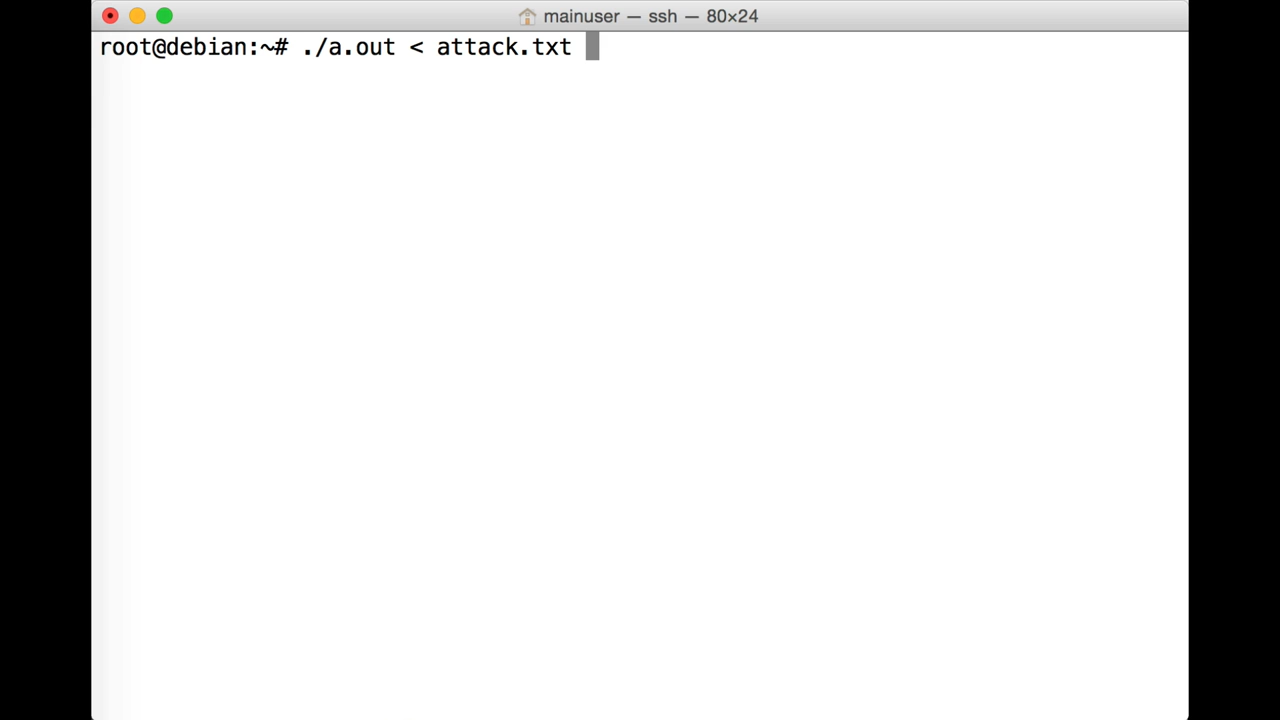 mainuser — ssh — 80×24
root@debian:~# ./a.out < attack.txt